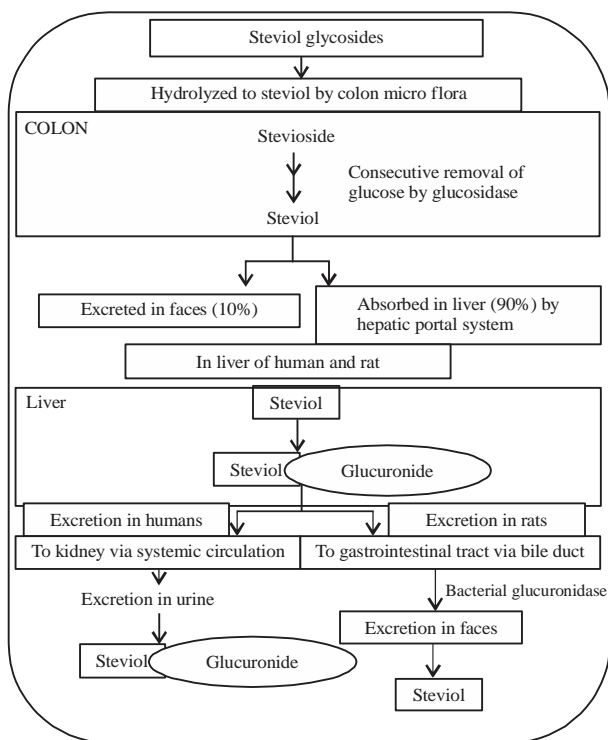 Steviol glycosides
Hydrolyzed to steviol by colon micro flora
COLON
Stevioside
Consecutive removal of
glucose by glucosidase
Steviol
Excreted in faces (10%)
Absorbed in liver (90%) by
hepatic portal system
In liver of human and rat
Liver
Steviol
Steviol
Glucuronide
Excretion in humans
Excretion in rats
To kidney via systemic circulation
To gastrointestinal tract via bile duct
Excretion in urine
Bacterial glucuronidase
Excretion in faces
Steviol
Glucuronide
Steviol